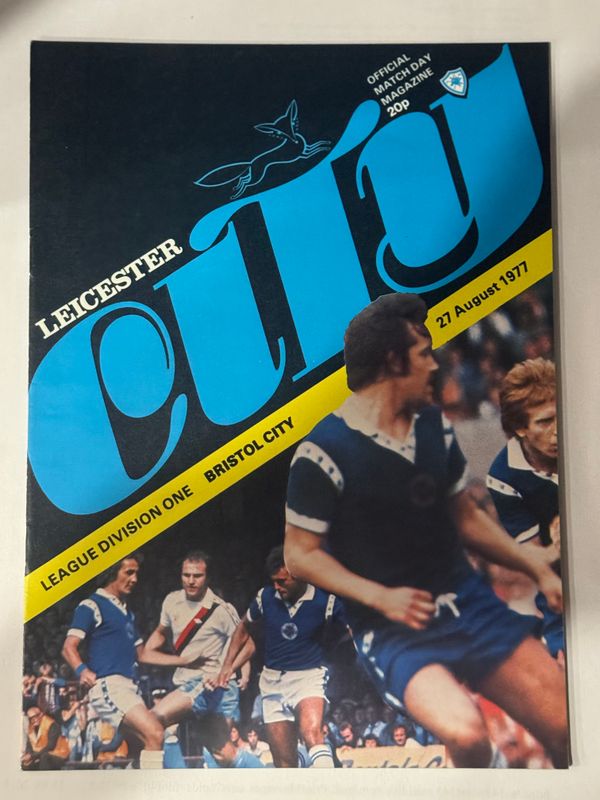 OFFICIAL
MATCH DAY
MAGAZINE
20p
LEICESTER
CITY
27 August 1977
LEAGUE DIVISION ONE BRISTOL CITY